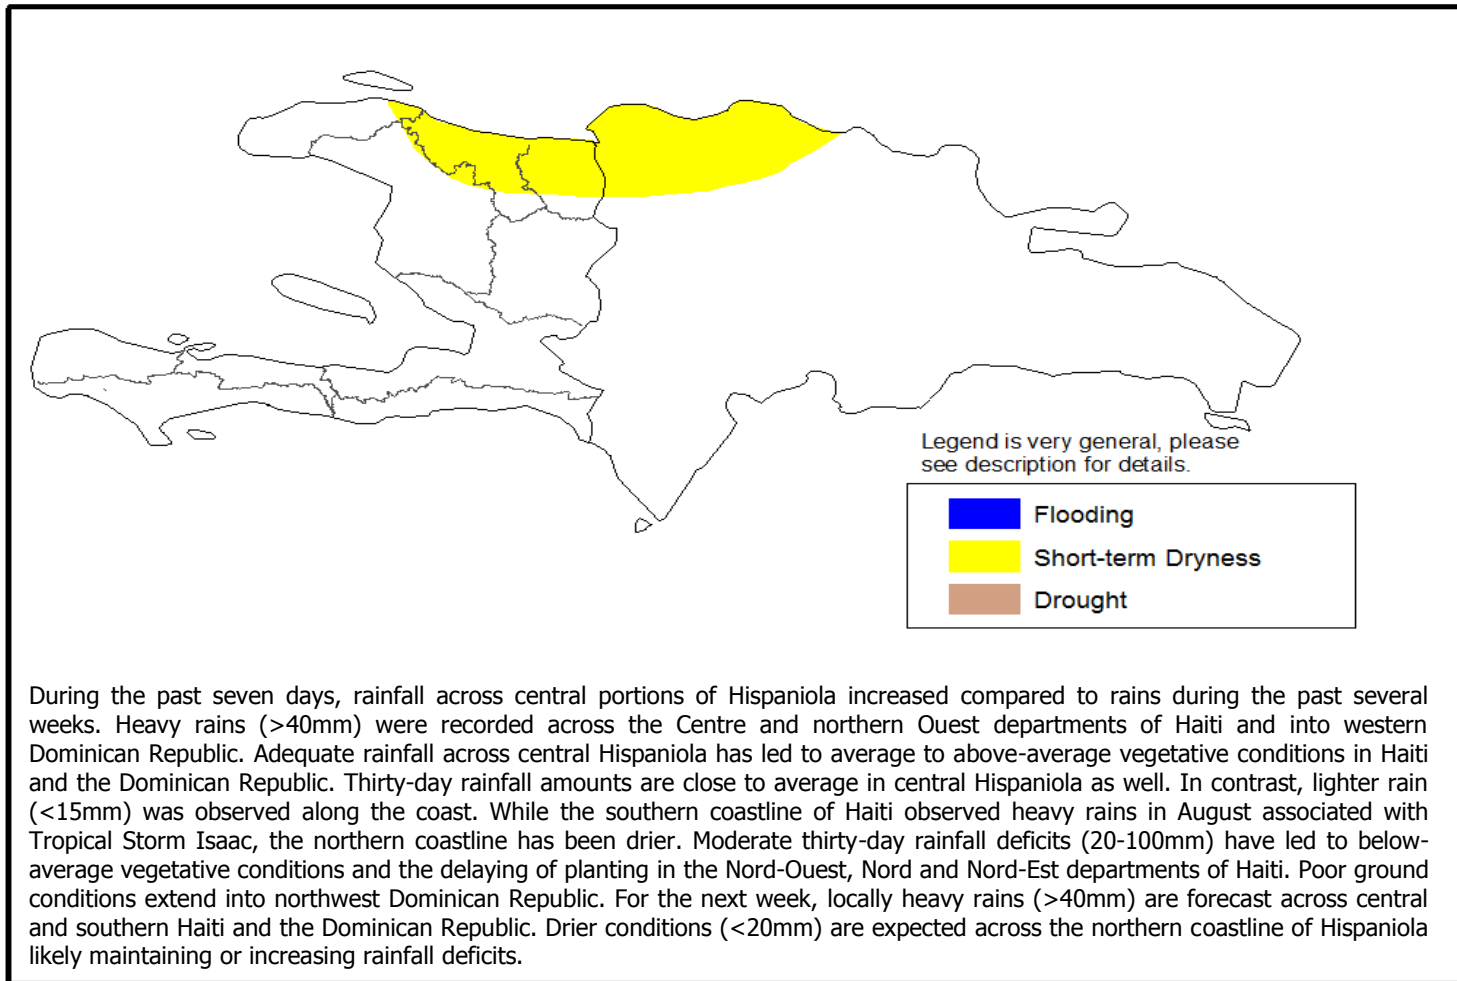 Legend is very general, please
see description for details.
Flooding
Short-term Dryness
Drought
During the past seven days, rainfall across central portions of Hispaniola increased compared to rains during the past several
weeks. Heavy rains (>40mm) were recorded across the Centre and northern Ouest departments of Haiti and into western
Dominican Republic. Adequate rainfall across central Hispaniola has led to average to above-average vegetative conditions in Haiti
and the Dominican Republic. Thirty-day rainfall amounts are close to average in central Hispaniola as well. In contrast, lighter rain
(<15mm) was observed along the coast. While the southern coastline of Haiti observed heavy rains in August associated with
Tropical Storm Isaac, the northern coastline has been drier. Moderate thirty-day rainfall deficits (20-100mm) have led to below-
average vegetative conditions and the delaying of planting in the Nord-Ouest, Nord and Nord-Est departments of Haiti. Poor ground
conditions extend into northwest Dominican Republic. For the next week, locally heavy rains (>40mm) are forecast across central
and southern Haiti and the Dominican Republic. Drier conditions (<20mm) are expected across the northern coastline of Hispaniola
likely maintaining or increasing rainfall deficits.